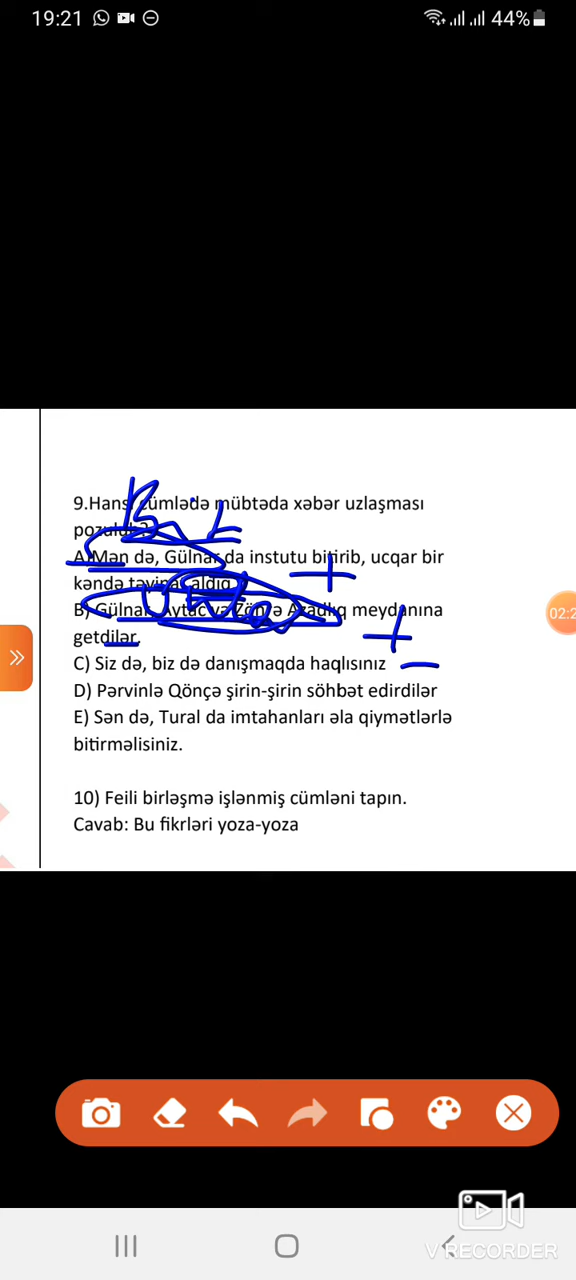 19:21 44%
9.Hansı cümlədə mübtəda xəbər uzlaşması
pozulub?
A)Mən də, Gülnar da instutu bitirib, ucqar bir
kəndə təyinat aldıq.
B) Gülnar, Aytac və Zöhrə Azadlıq meydanına
getdilər.
C) Siz də, biz də danışmaqda haqlısınız
D) Pərvinlə Qönçə şirin-şirin söhbət edirdilər
E) Sən də, Tural da imtahanları əla qiymətlərlə
bitirməlisiniz.
10) Feili birləşmə işlənmiş cümləni tapın.
Cavab: Bu fikrləri yoza-yoza
02:2
V RECORDER